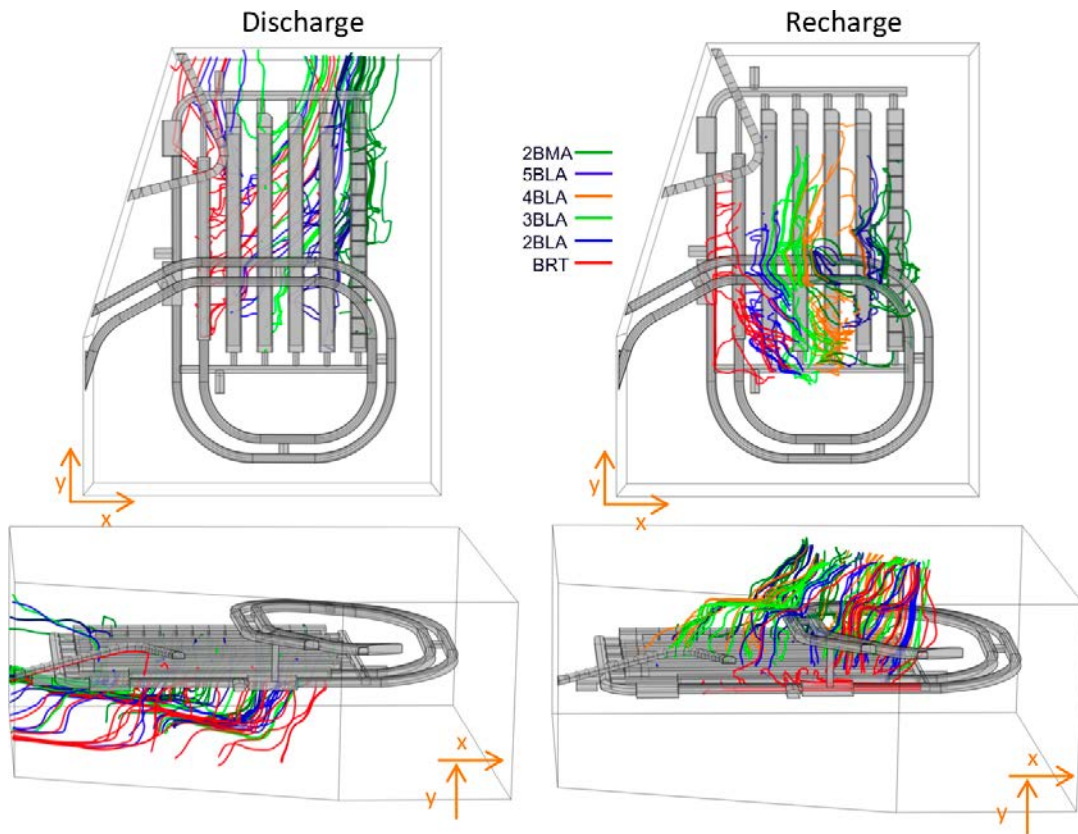 Discharge
Recharge
2BMA
5BLA
4BLA
3BLA
2BLA
BRT
y
x
y
x
x
y
x
y